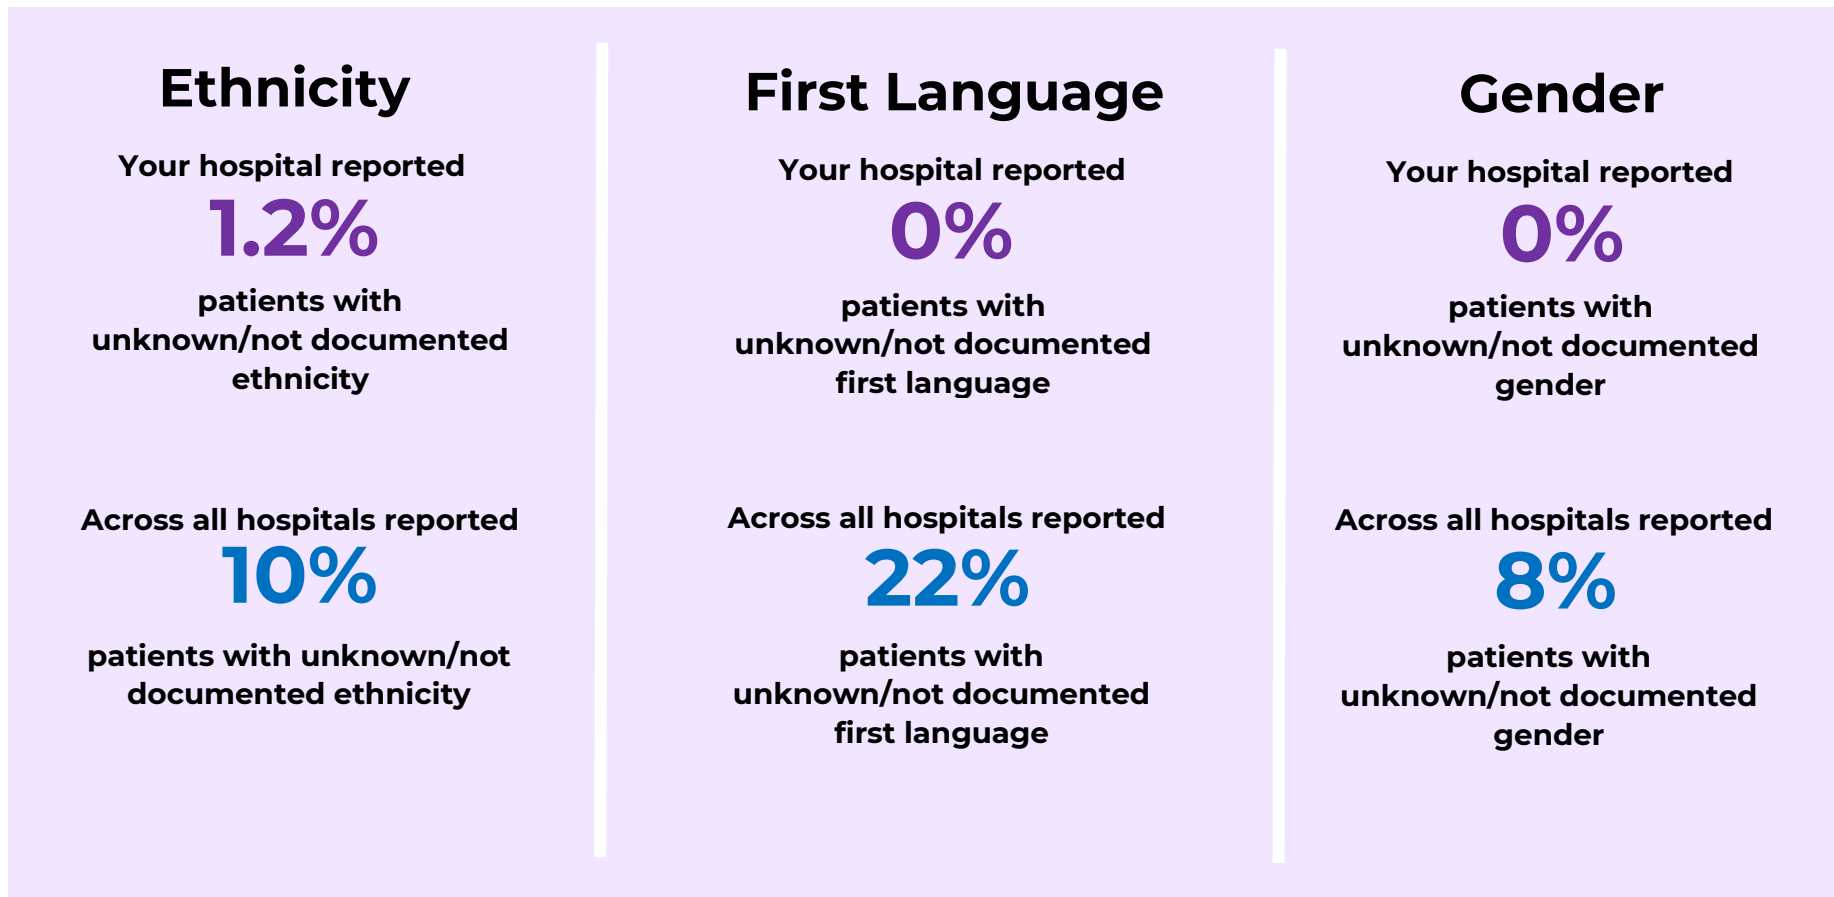 Ethnicity
Your hospital reported
1.2%
patients with
unknown/not documented
ethnicity
Across all hospitals reported
10%
patients with unknown/not
documented ethnicity
First Language
Your hospital reported
0%
patients with
unknown/not documented
first language
Across all hospitals reported
22%
patients with
unknown/not documented
first language
Gender
Your hospital reported
0%
patients with
unknown/not documented
gender
Across all hospitals reported
8%
patients with
unknown/not documented
gender